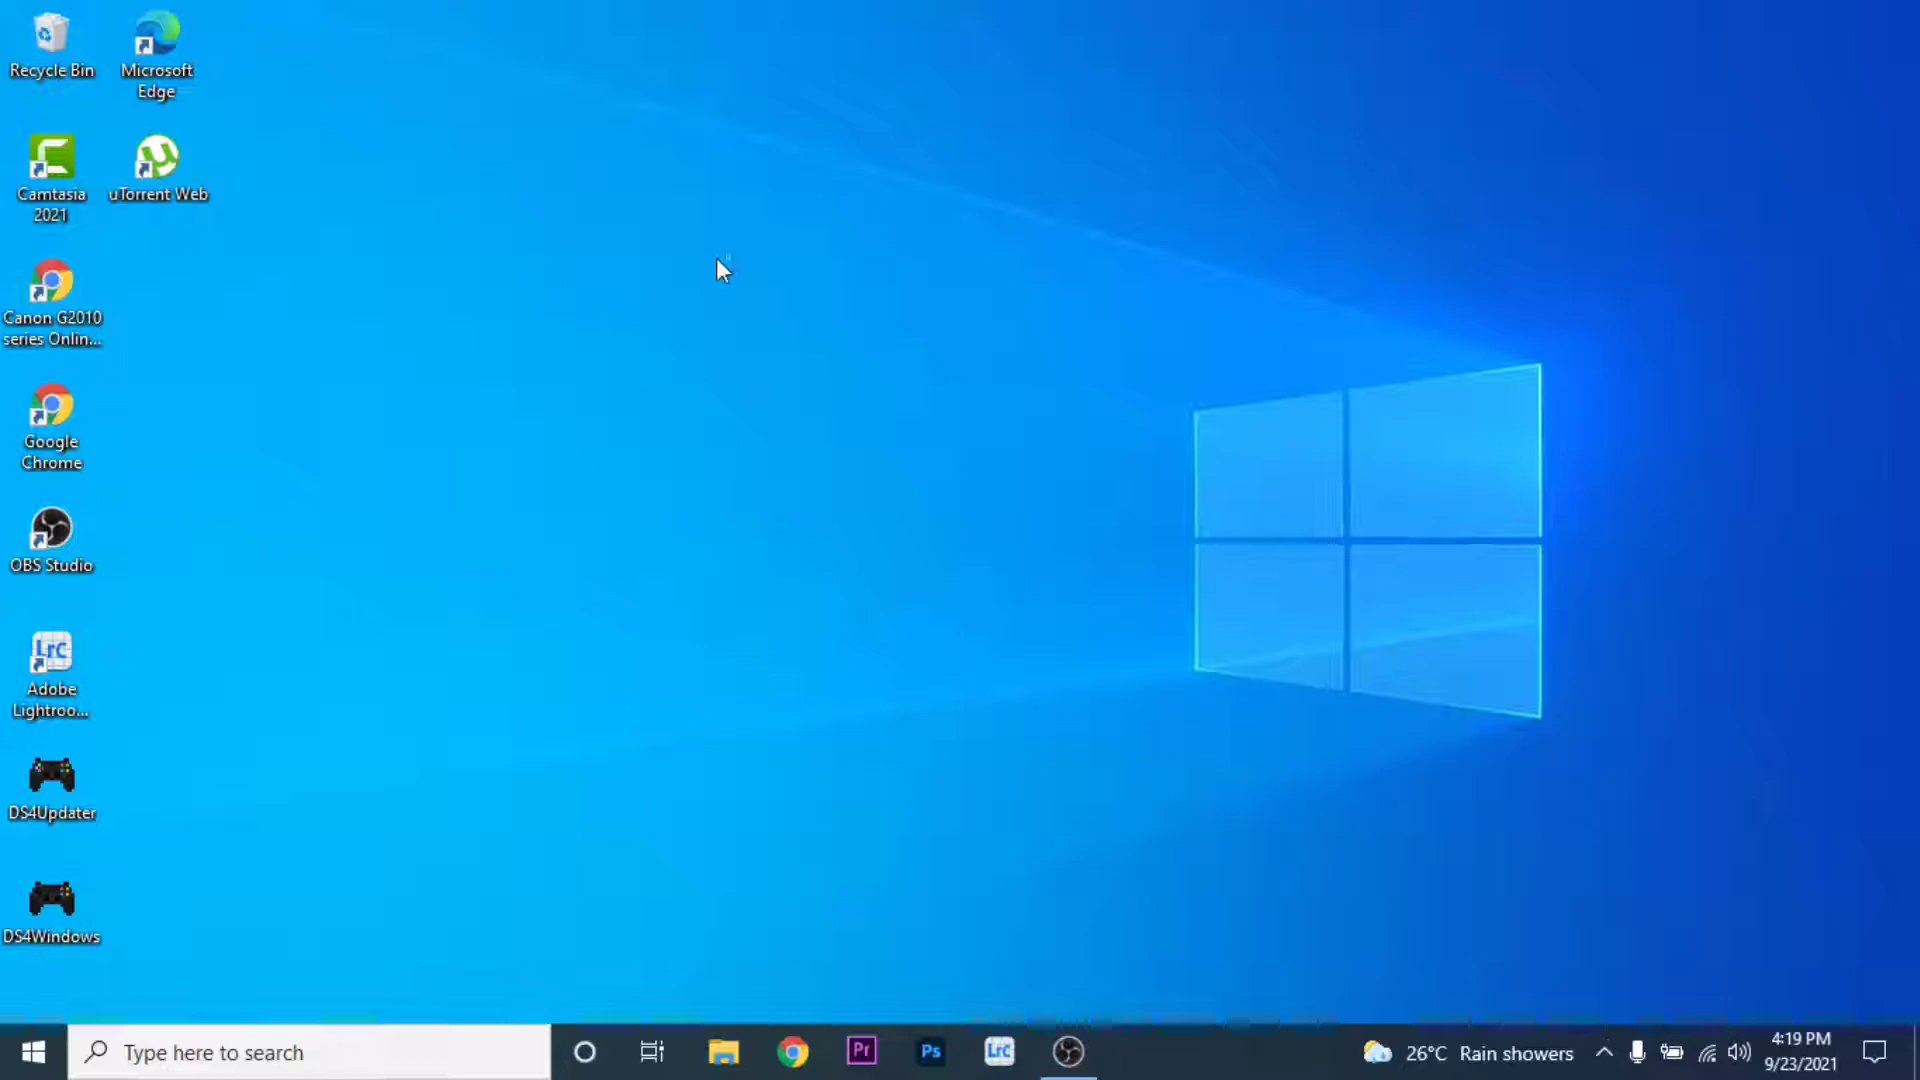 Recycle Bin
Microsoft
Edge
Camtasia
2021
uTorrent Web
Canon G2010
series Onlin...
Google
Chrome
OBS Studio
Lrc
Adobe
Lightroo...
DS4Updater
DS4Windows
Type here to search
Pr
Ps
Lrc
26°C Rain showers
4:19 PM
9/23/2021